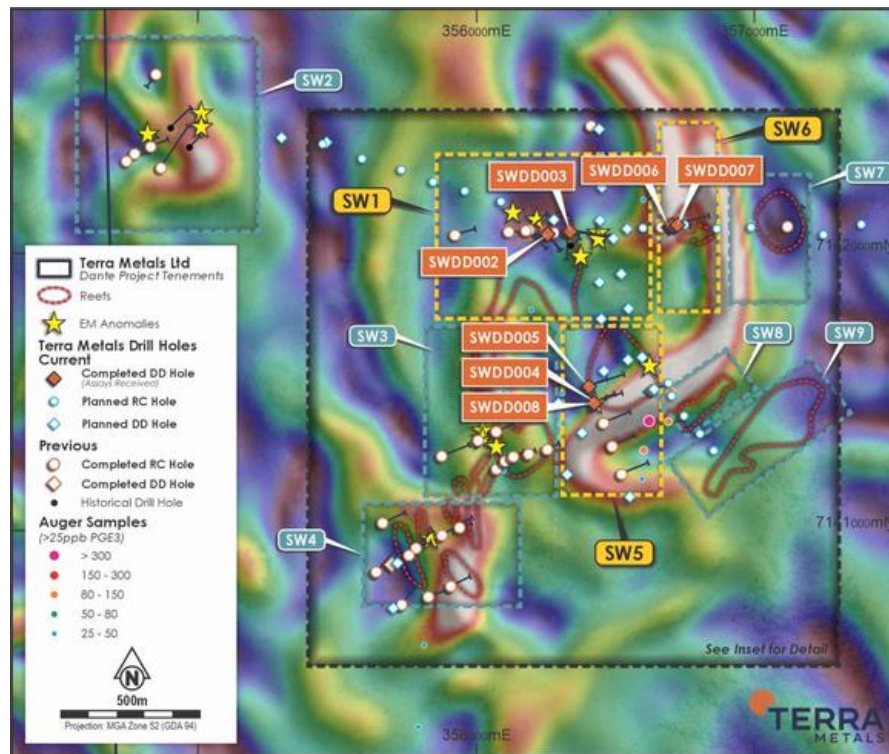 356000mE
357000mE
SW2
SW6
SWDD003
SWDD006
SWDD007
SW7
SW1
SWDD002
7142000mN
Terra Metals Ltd
Dante Project Tenements
Reefs
EM Anomalies
Terra Metals Drill Holes
Current
Completed DD Hole
(Assays Received)
Planned RC Hole
Planned DD Hole
Previous
Completed RC Hole
Completed DD Hole
Historical Drill Hole
Auger Samples
(>25ppb PGE3)
> 300
150 - 300
80 - 150
50 - 80
25 - 50
N
500m
Projection: MGA Zone 52 (GDA 94)
SW3
SWDD005
SWDD004
SWDD008
SW8
SW9
SW4
SW5
7141000mN
See Inset for Detail
356000mE
TERRA
METALS